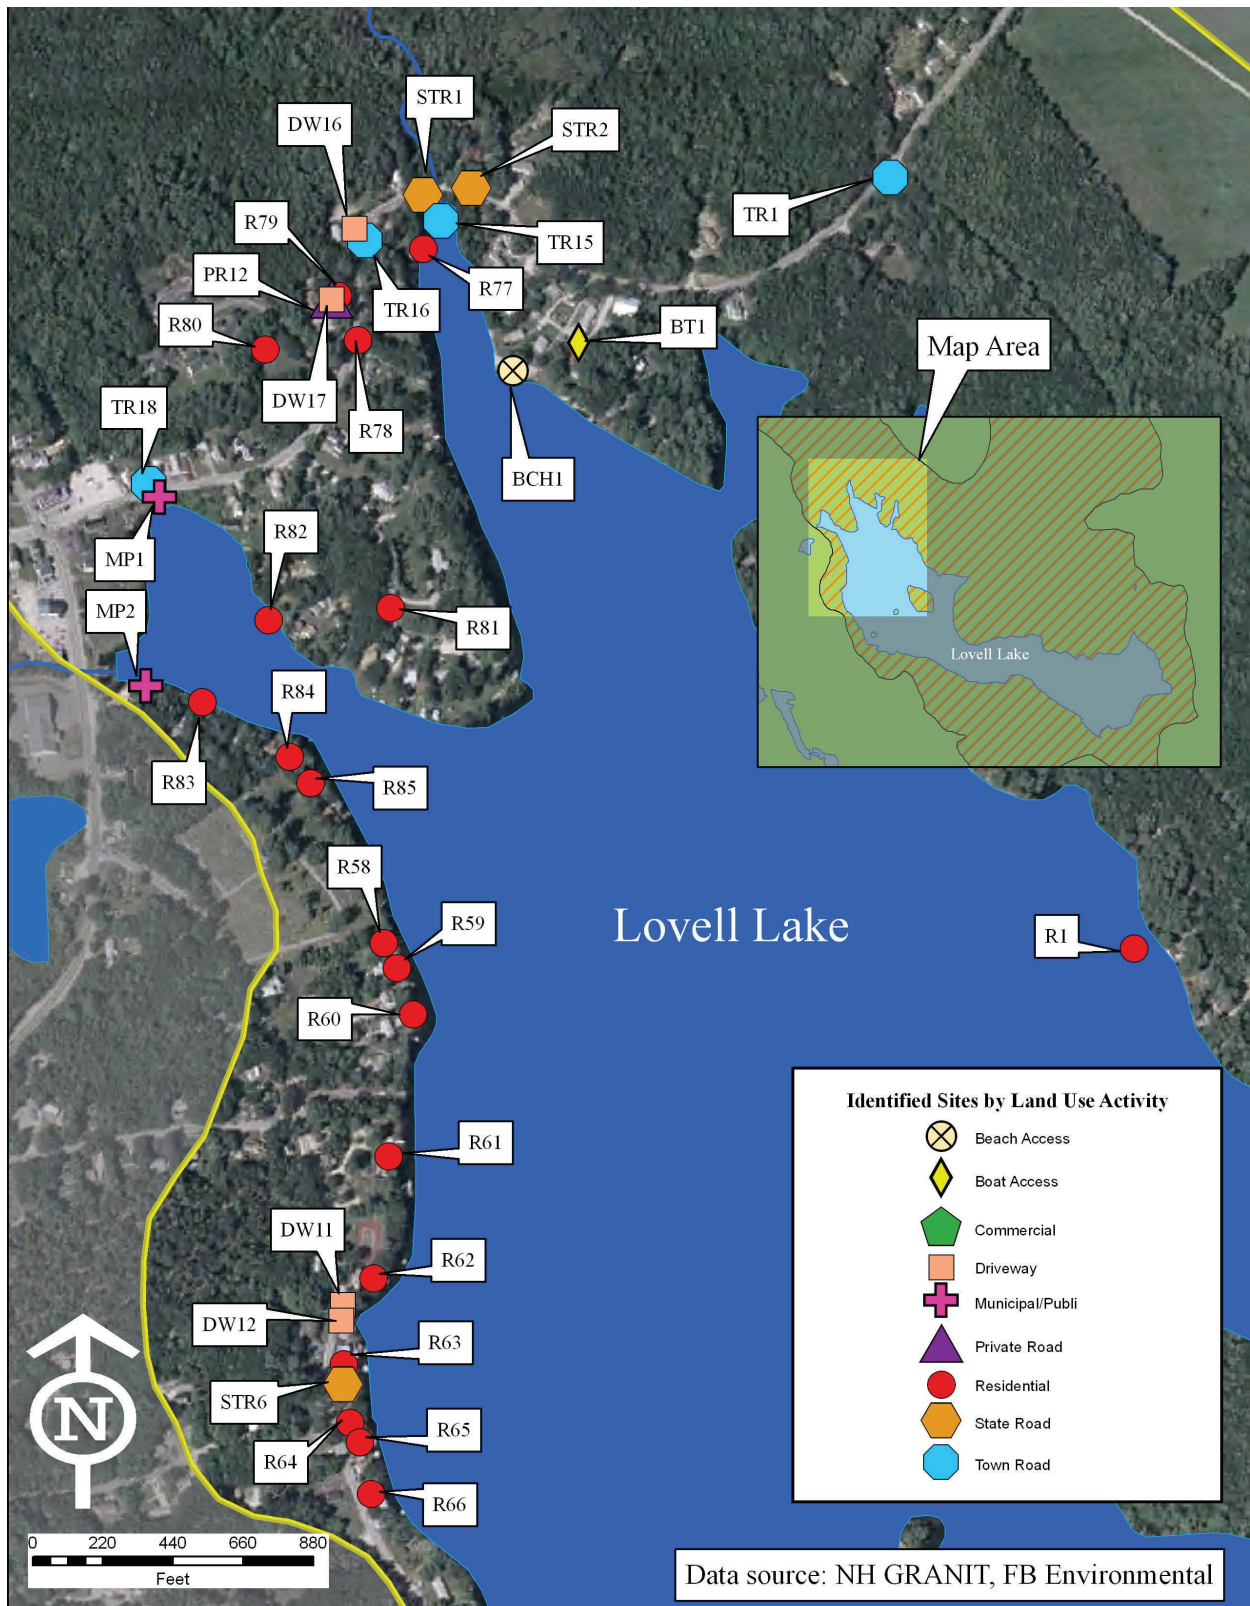 STR1
DW16
STR2
R79
TR1
TR15
PR12
R77
TR16
R80
BT1
Map Area
DW17
TR18
R78
BCH1
R82
MP1
MP2
R81
Lovell Lake
R84
R83
R85
R58
R59
Lovell Lake
R1
R60
Identified Sites by Land Use Activity
Beach Access
R61
Boat Access
Commercial
DW11
R62
Driveway
Municipal/Publi
DW12
R63
Private Road
Residential
STR6
State Road
R65
R64
Town Road
R66
N
0 220 440 660 880
Feet
Data source: NH GRANIT, FB Environmental